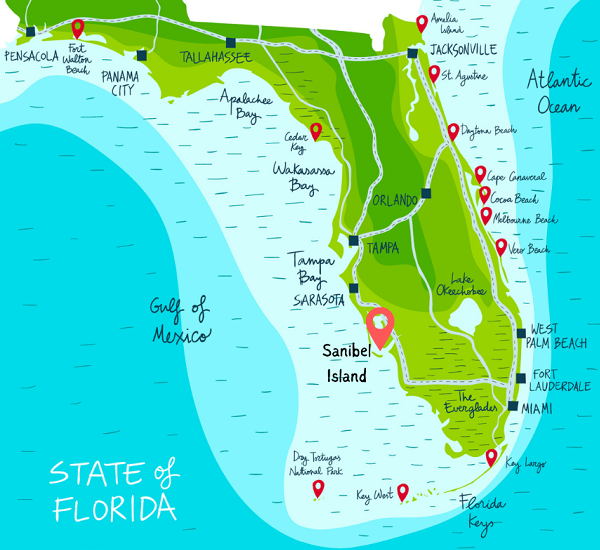 Amelia
Island
PENSACOLA
Fort
Walton
Beach
PANAMA
CITY
TALLAHASSEE
JACKSONVILLE
St. Agustine
Atlantic
Ocean
Apalachee
Bay
Cedar
Key
Daytona Beach
Wakasassa
Bay
Cape Canaveral
Cocoa Beach
Melbourne Beach
ORLANDO
TAMPA
Vero Beach
Tampa
Bay
SARASOTA
Lake
Okeechobee
Gulf of
Mexico
Sanibel
Island
WEST
PALM BEACH
FORT
LAUDERDALE
The
Everglades
MIAMI
Dry Tortugas
National Park
Key West
Key Largo
Florida
Keys
STATE of
FLORIDA